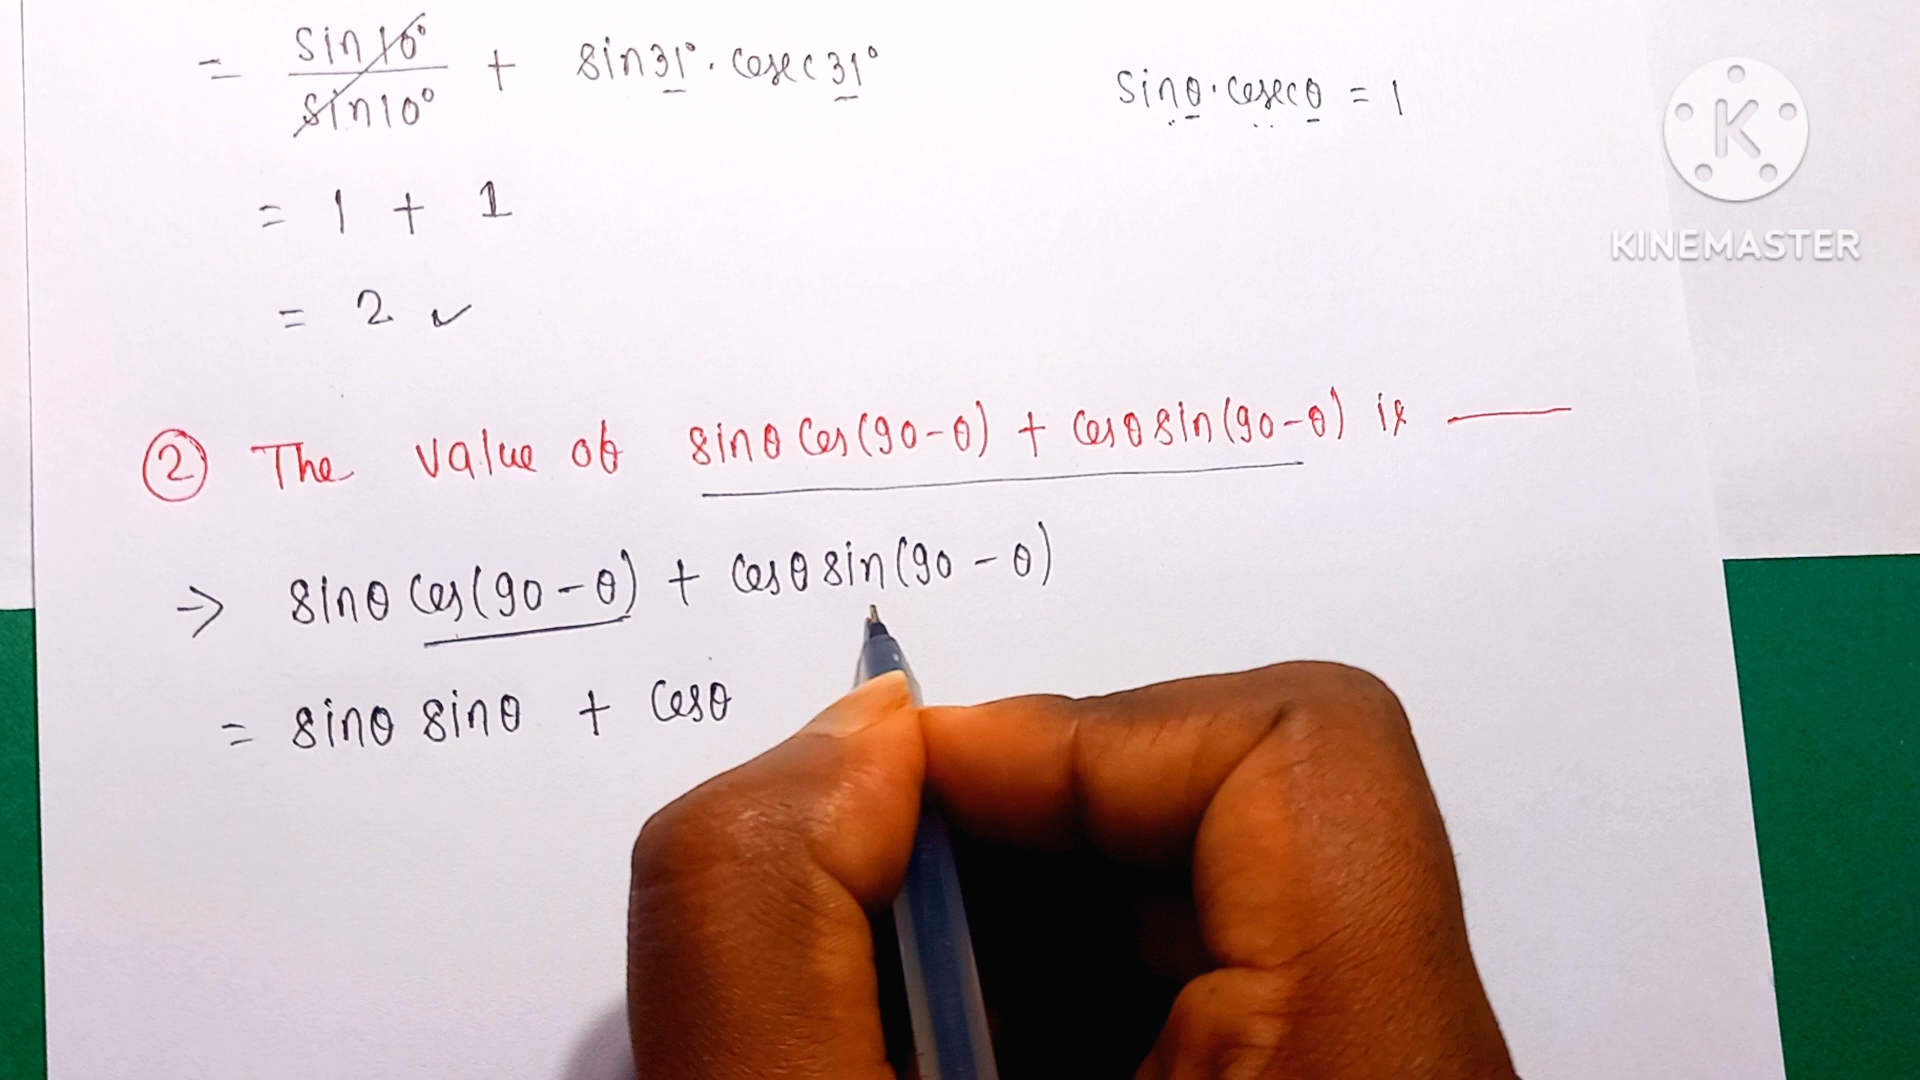 = sin10° / sin10° + sin31° . cosec31°
sinθ . cosecθ = 1
K
KINEMASTER
= 1 + 1
= 2 ✓
② The value of sinθ cos(90-θ) + cosθ sin(90-θ) is ____
→ sinθ cos(90-θ) + cosθ sin(90-θ)
= sinθ sinθ + cosθ